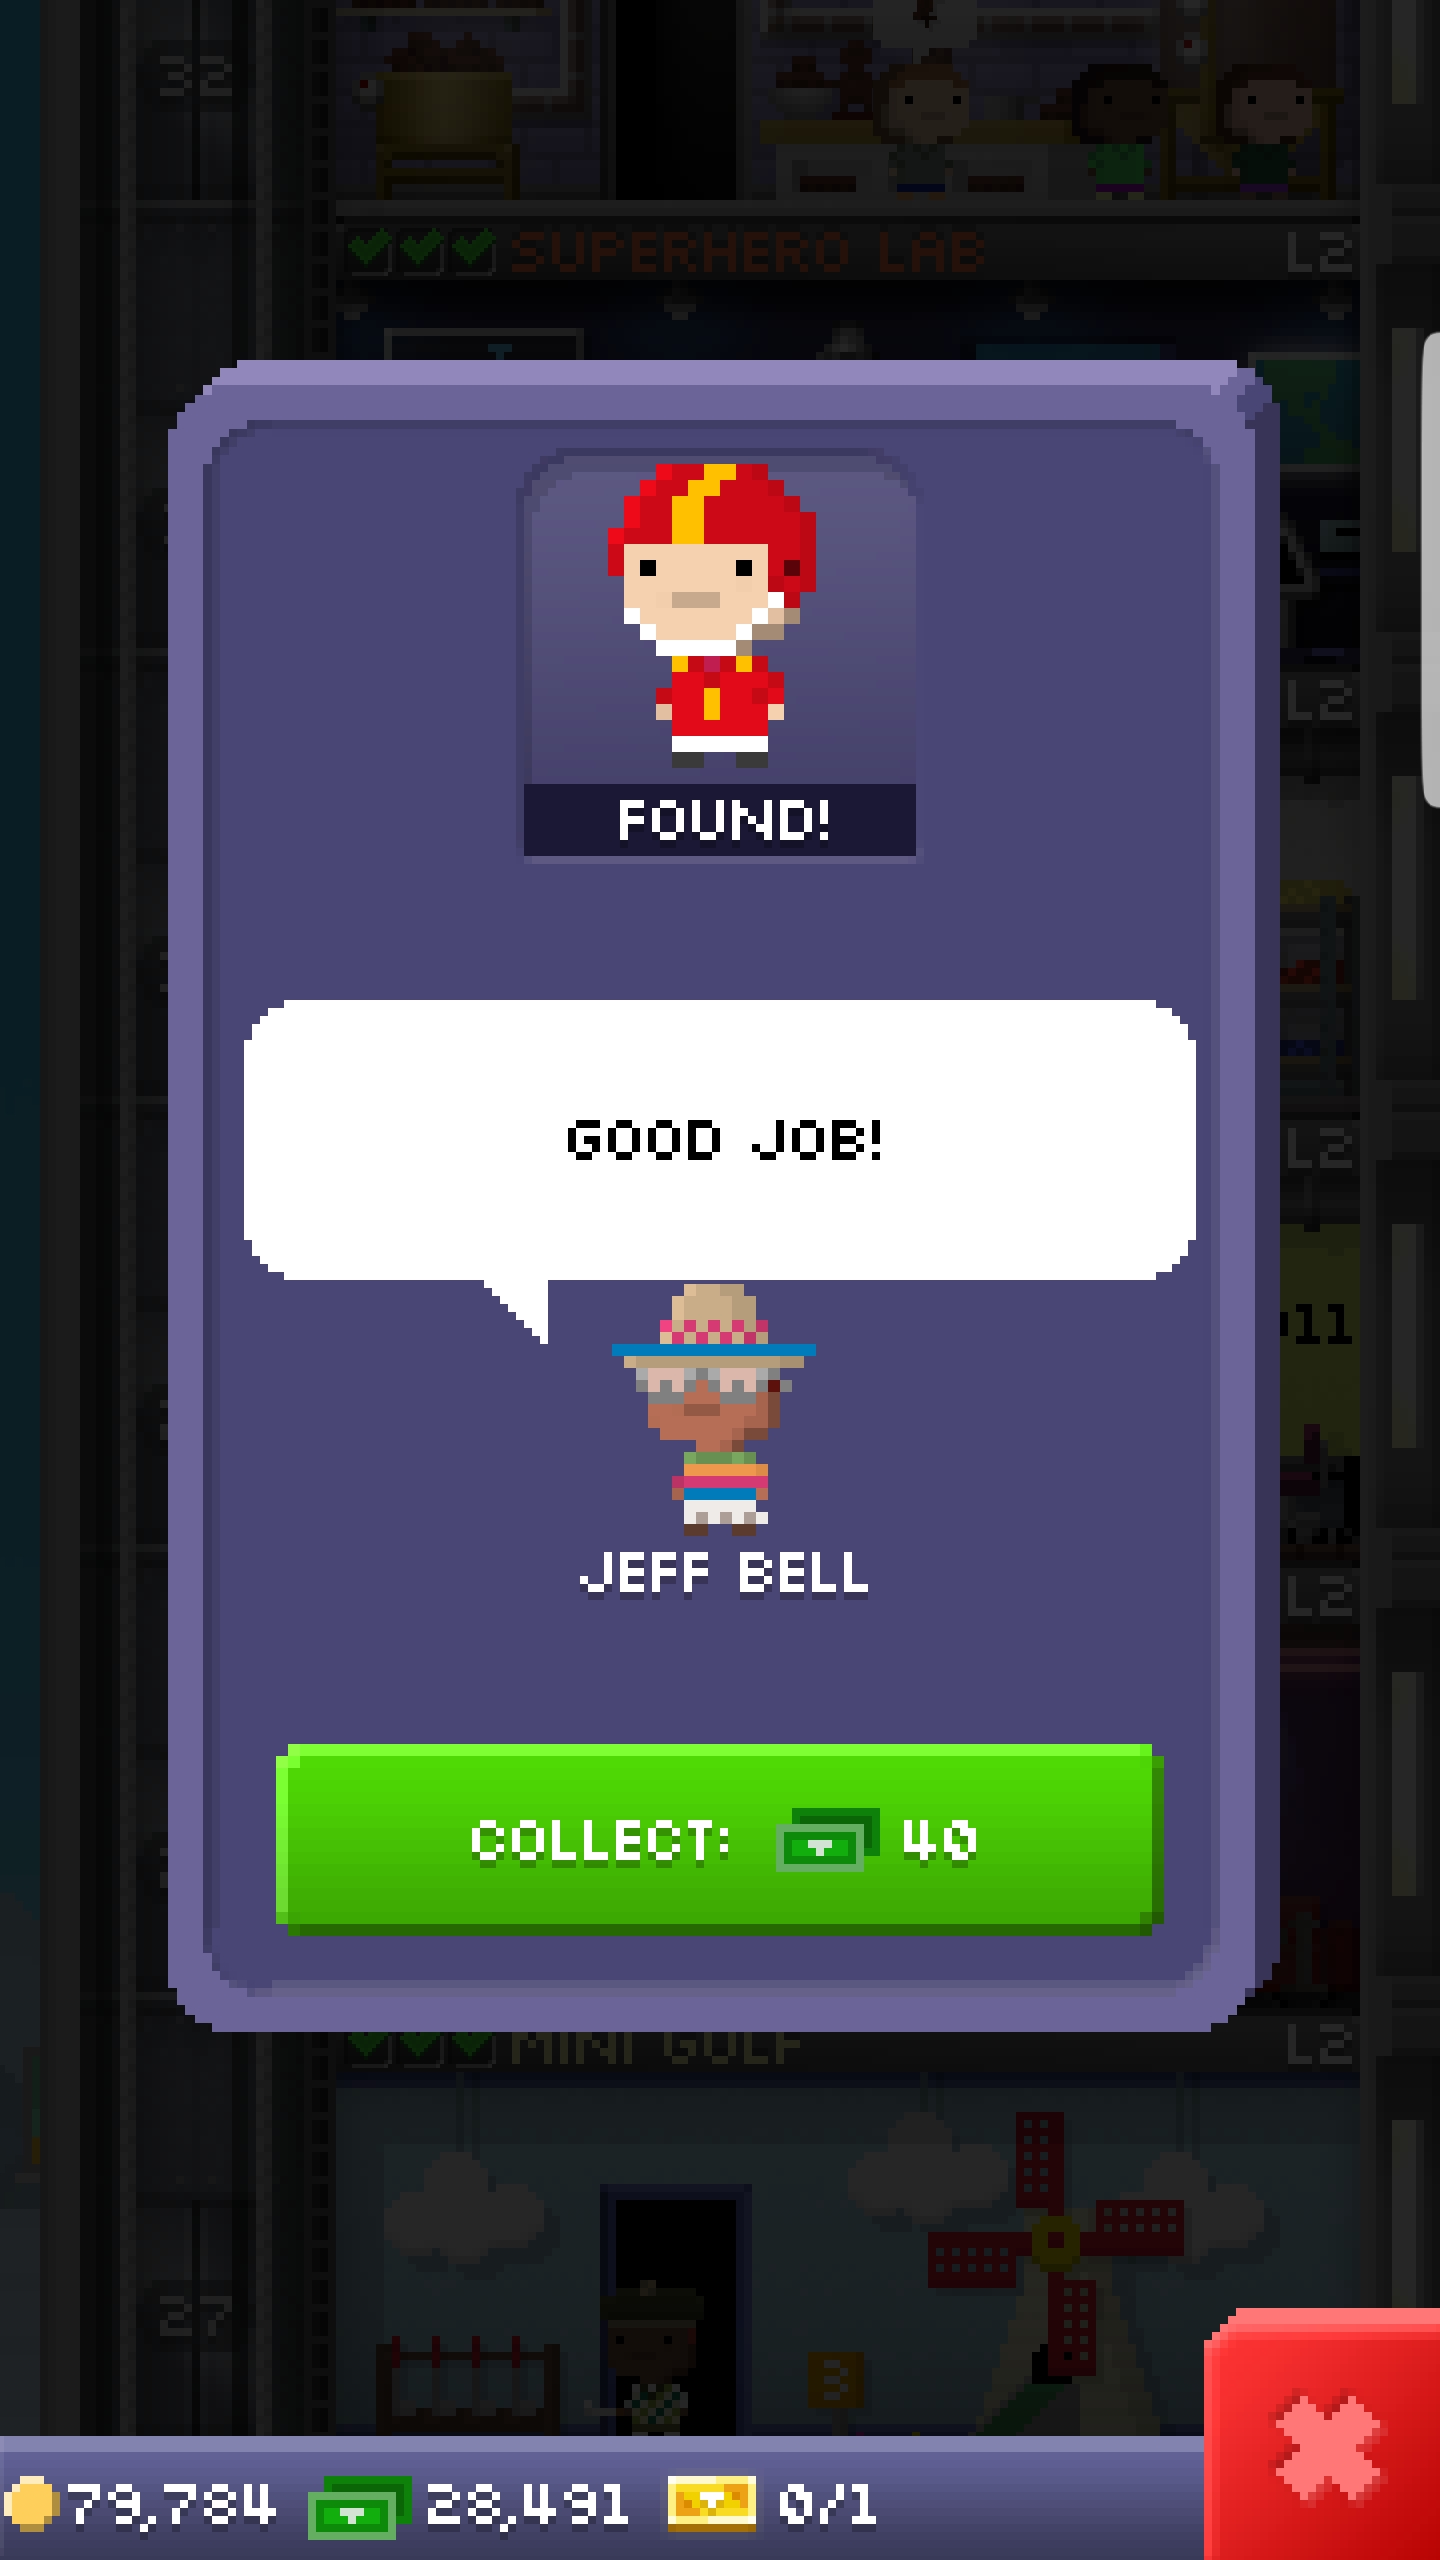 32
SUPERHERO LAB L2
FOUND!
L2
GOOD JOB!
L2
11
JEFF BELL
L2
COLLECT: 40
MINI GOLF L2
27
3
79,784 28,491 0/1